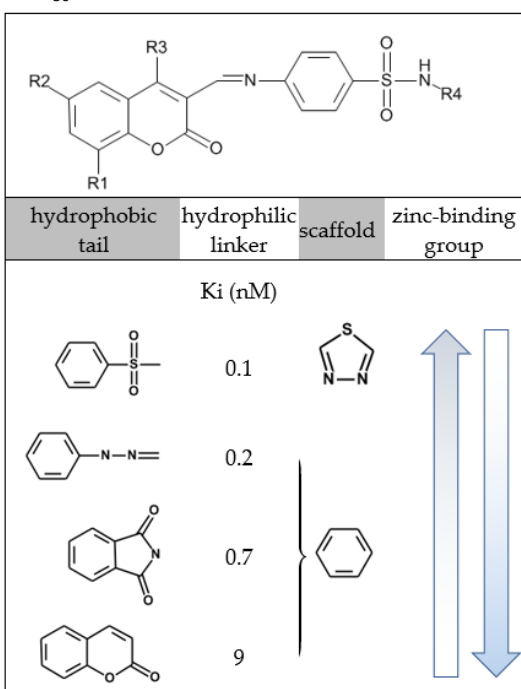 R3
R2
N
O
S
O
H
N
R4
O
O
R1
hydrophobic tail
hydrophilic linker
scaffold
zinc-binding group
Ki (nM)
O
S
O
0.1
S
N
N
N
N
0.2
O
N
O
0.7
O
O
9